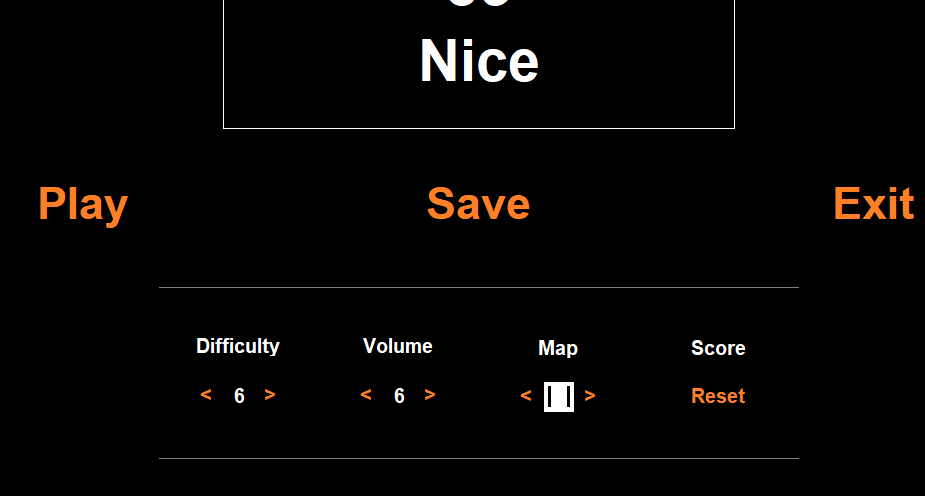 Nice
Play Save Exit
Difficulty Volume Map Score
< 6 > < 6 > < > Reset